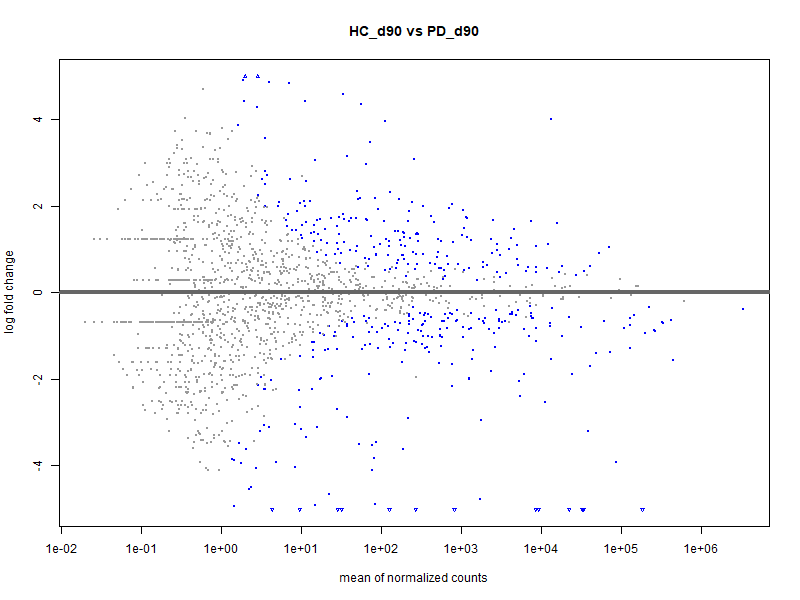 HC_d90 vs PD_d90
log fold change
4
2
0
-2
-4
1e-02 1e-01 1e+00 1e+01 1e+02 1e+03 1e+04 1e+05 1e+06
mean of normalized counts